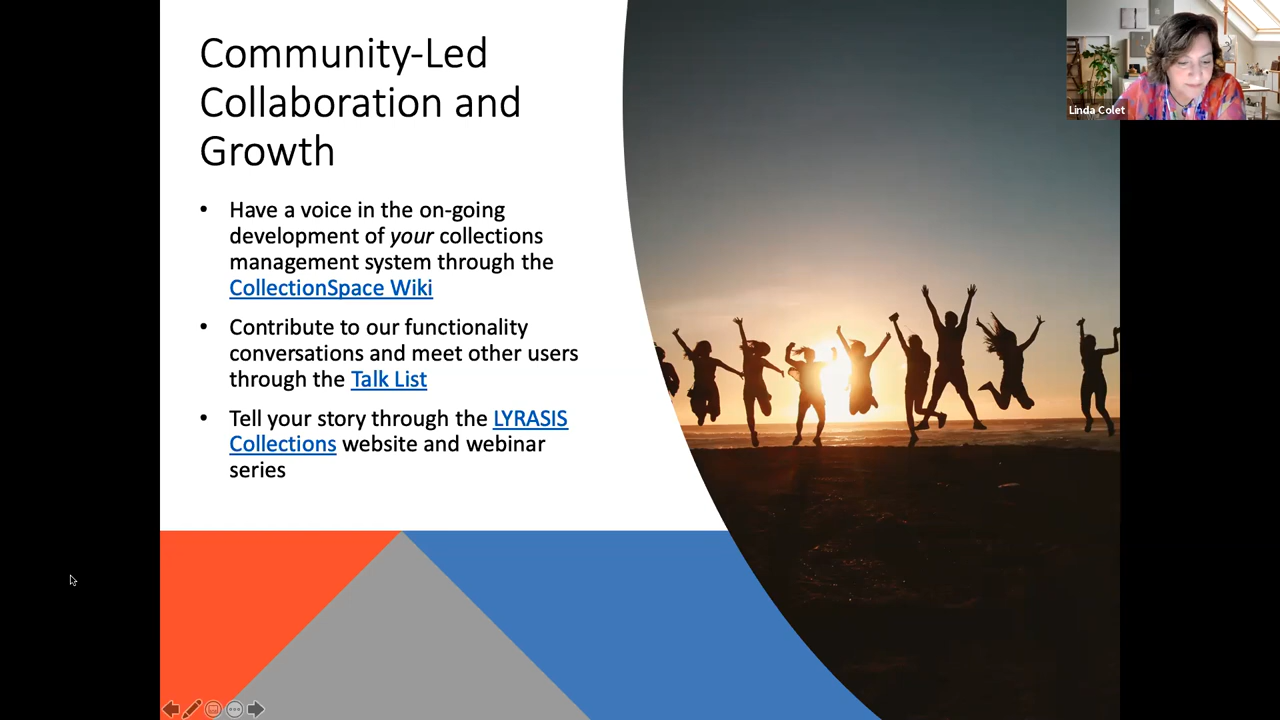 Community-Led
Collaboration and
Growth
• Have a voice in the on-going
development of your collections
management system through the
CollectionSpace Wiki
• Contribute to our functionality
conversations and meet other users
through the Talk List
• Tell your story through the LYRASIS
Collections website and webinar
series
Linda Colet